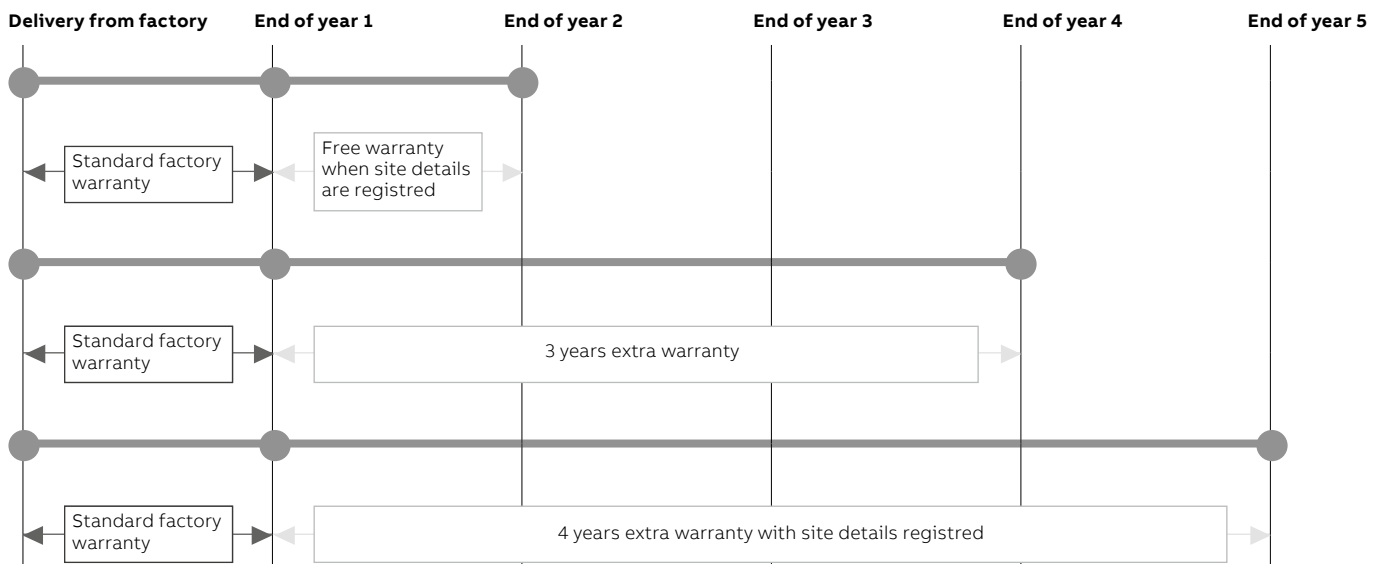 Delivery from factory
End of year 1
End of year 2
End of year 3
End of year 4
End of year 5
Standard factory
warranty
Free warranty
when site details
are registred
Standard factory
warranty
3 years extra warranty
Standard factory
warranty
4 years extra warranty with site details registred